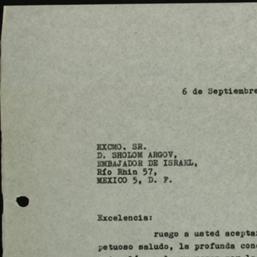 6 de Septiembre
EXCMO. SR.
D. SHOLOM ARGOV,
EMBAJADOR DE ISRAEL,
Río Rhin 57,
MEXICO 5, D. F.
Excelencia:
ruego a usted aceptar
petuoso saludo, la profunda